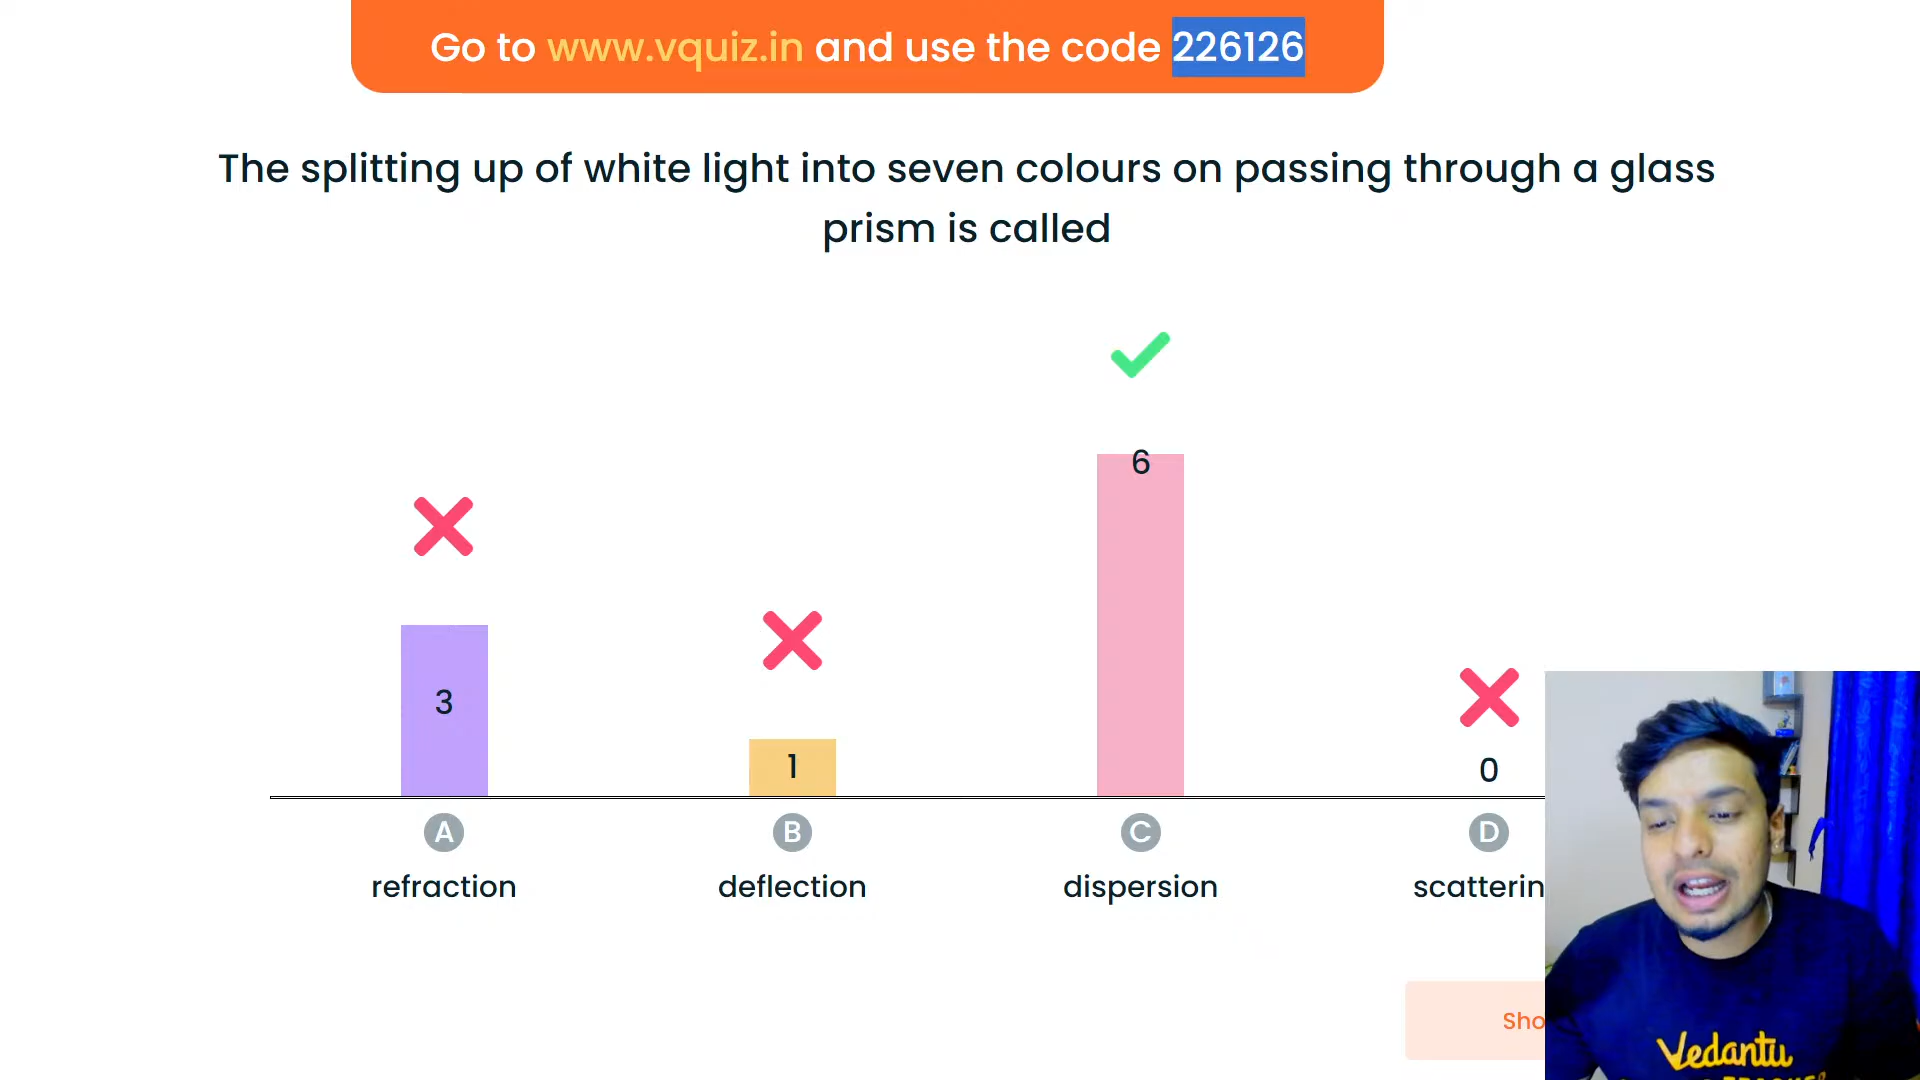 Go to www.vquiz.in and use the code 226126
The splitting up of white light into seven colours on passing through a glass
prism is called
6
3
1
0
A B C D
refraction deflection dispersion scatterin
Sho
Vedantu